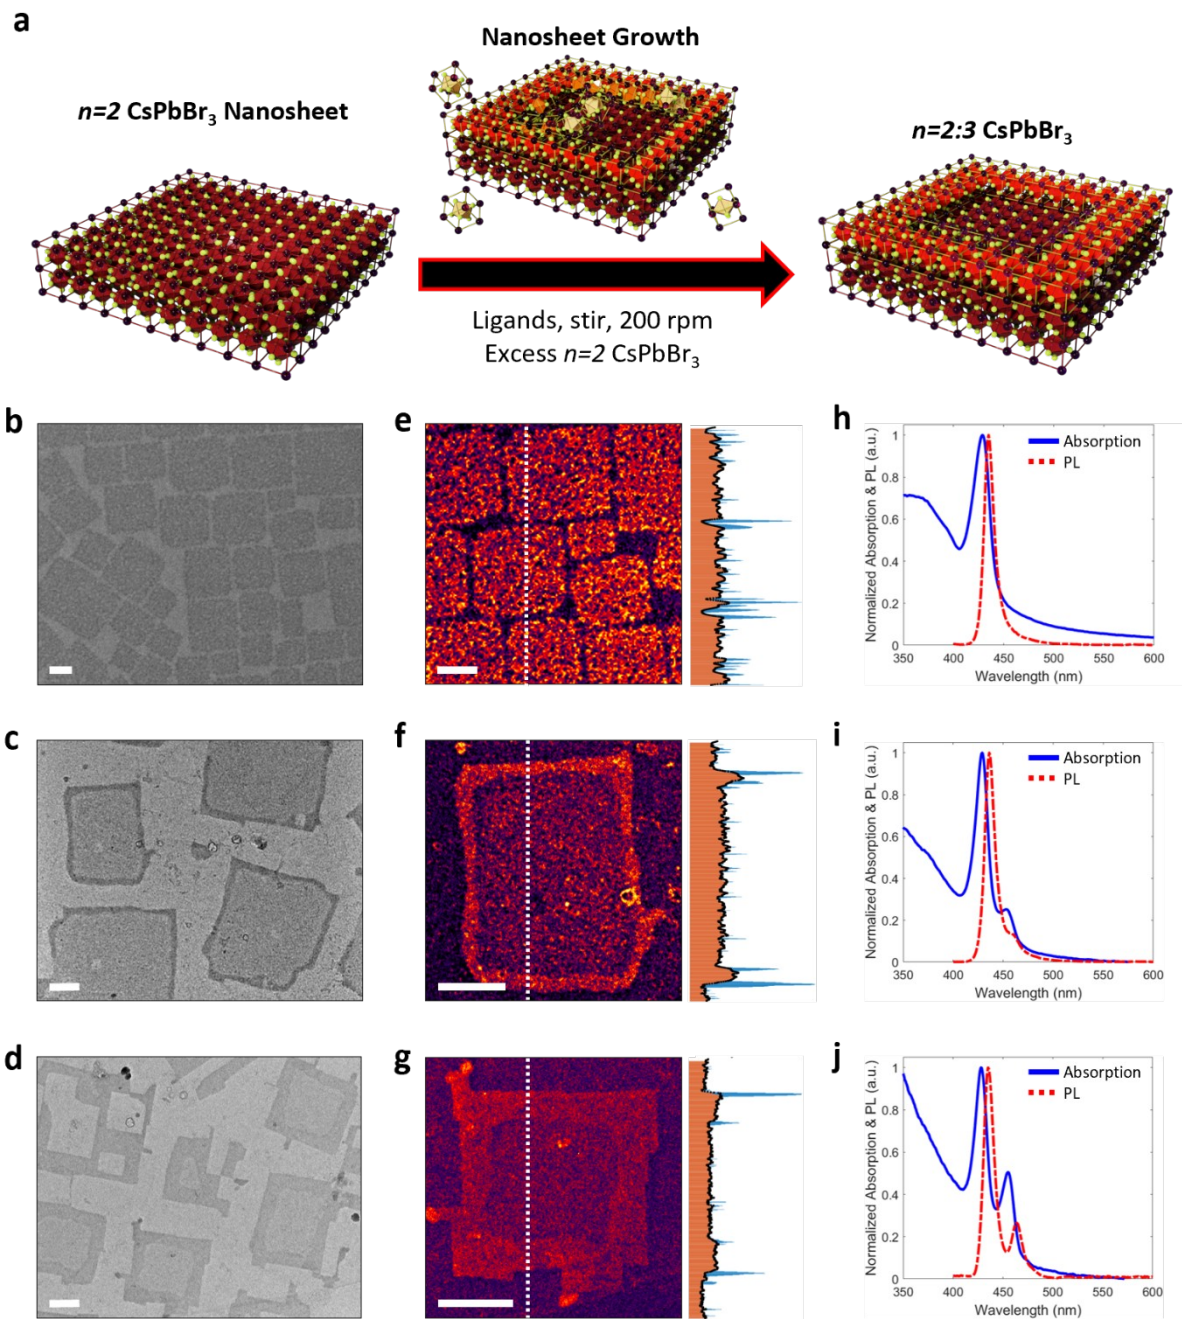 a
Nanosheet Growth
n=2 CsPbBr3 Nanosheet
n=2:3 CsPbBr3
Ligands, stir, 200 rpm
Excess n=2 CsPbBr3
b
e
h
Normalized Absorption & PL (a.u.)
1
0.8
0.6
0.4
0.2
0
Absorption
PL
350 400 450 500 550 600
Wavelength (nm)
c
f
i
Normalized Absorption & PL (a.u.)
1
0.8
0.6
0.4
0.2
0
Absorption
PL
350 400 450 500 550 600
Wavelength (nm)
d
g
j
Normalized Absorption & PL (a.u.)
1
0.8
0.6
0.4
0.2
0
Absorption
PL
350 400 450 500 550 600
Wavelength (nm)